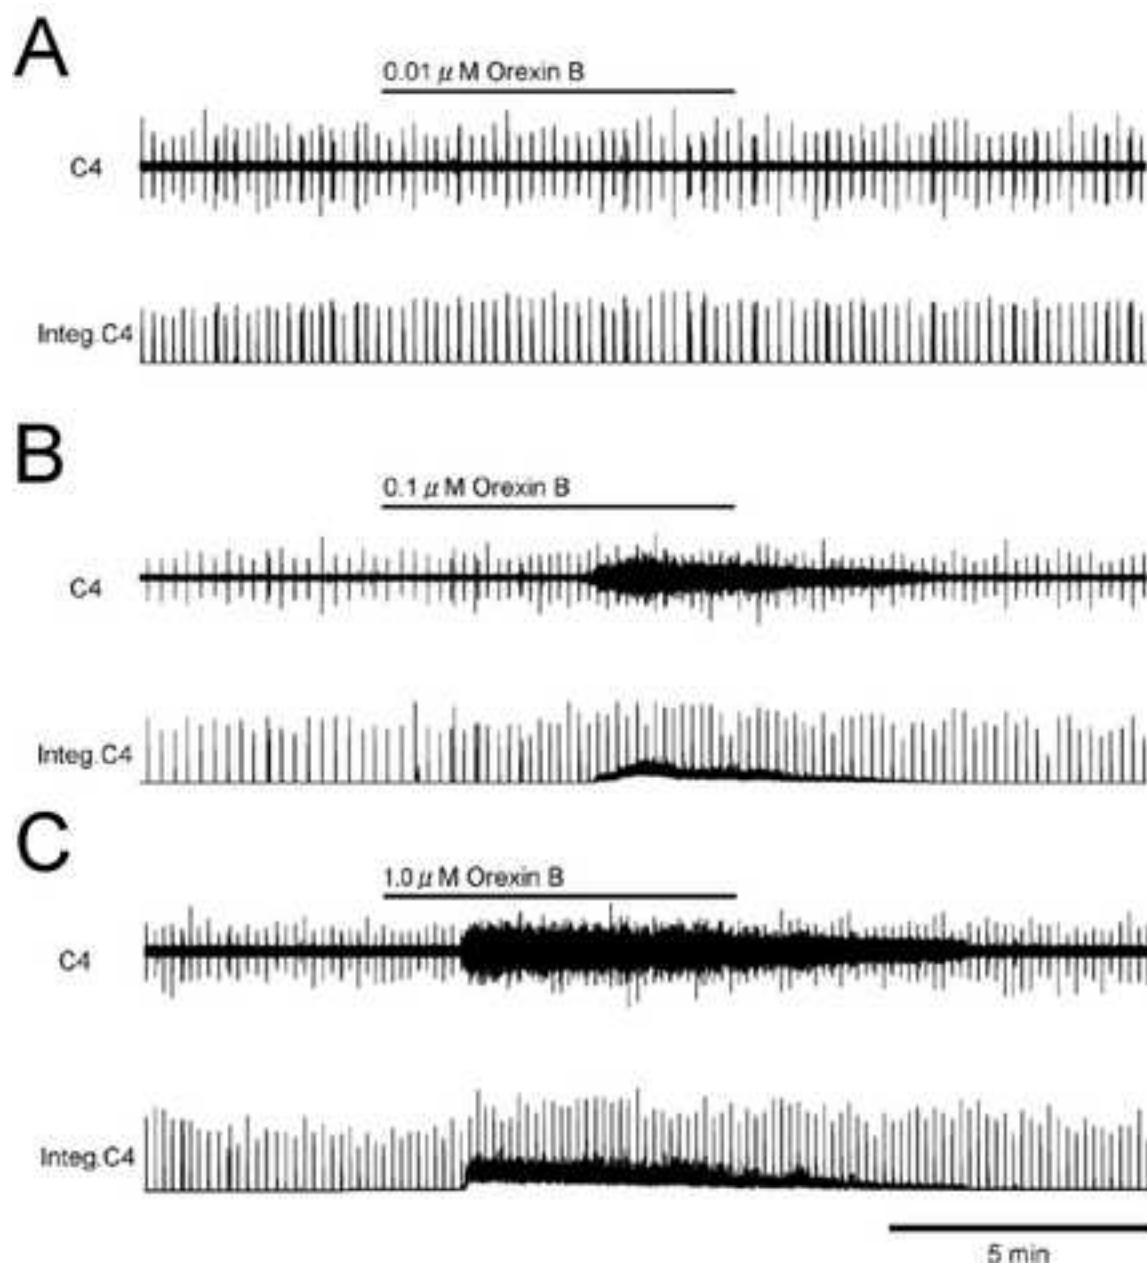 A
0.01 μ M Orexin B
C4
Integ.C4
B
0.1 μ M Orexin B
C4
Integ.C4
C
1.0 μ M Orexin B
C4
Integ.C4
5 min